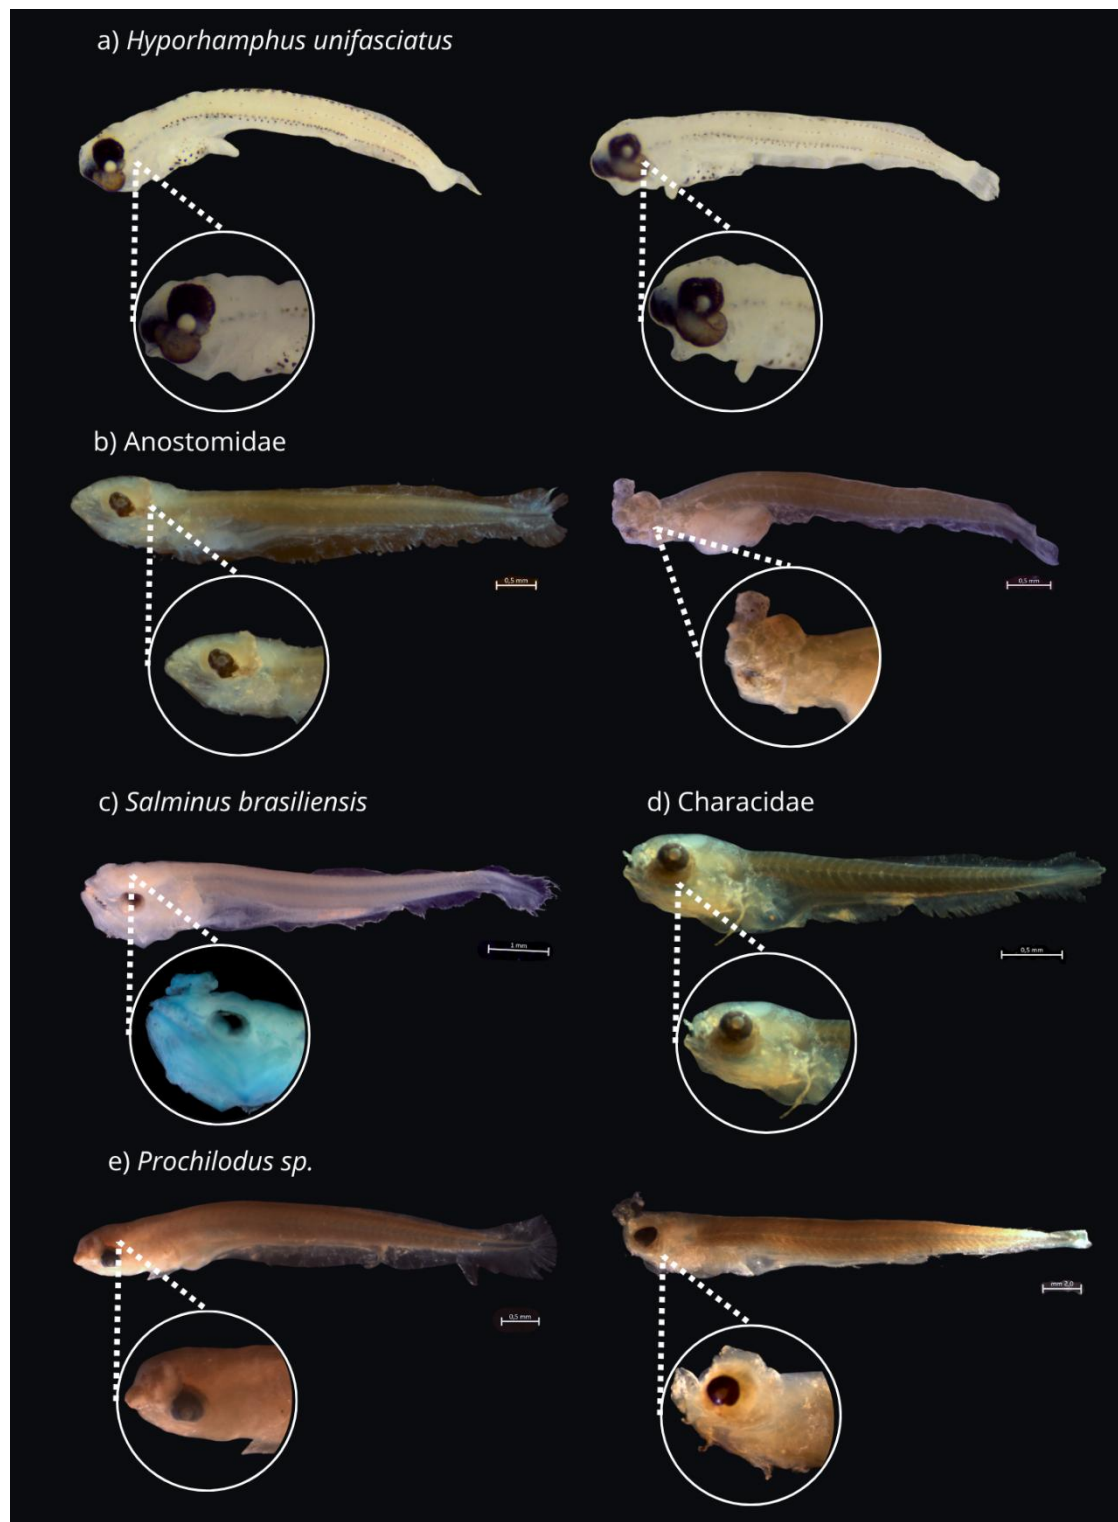 a) Hyporhamphus unifasciatus
b) Anostomidae
0,5 mm
0,5 mm
c) Salminus brasiliensis
d) Characidae
1 mm
0,5 mm
e) Prochilodus sp.
0,5 mm
mm 2,0